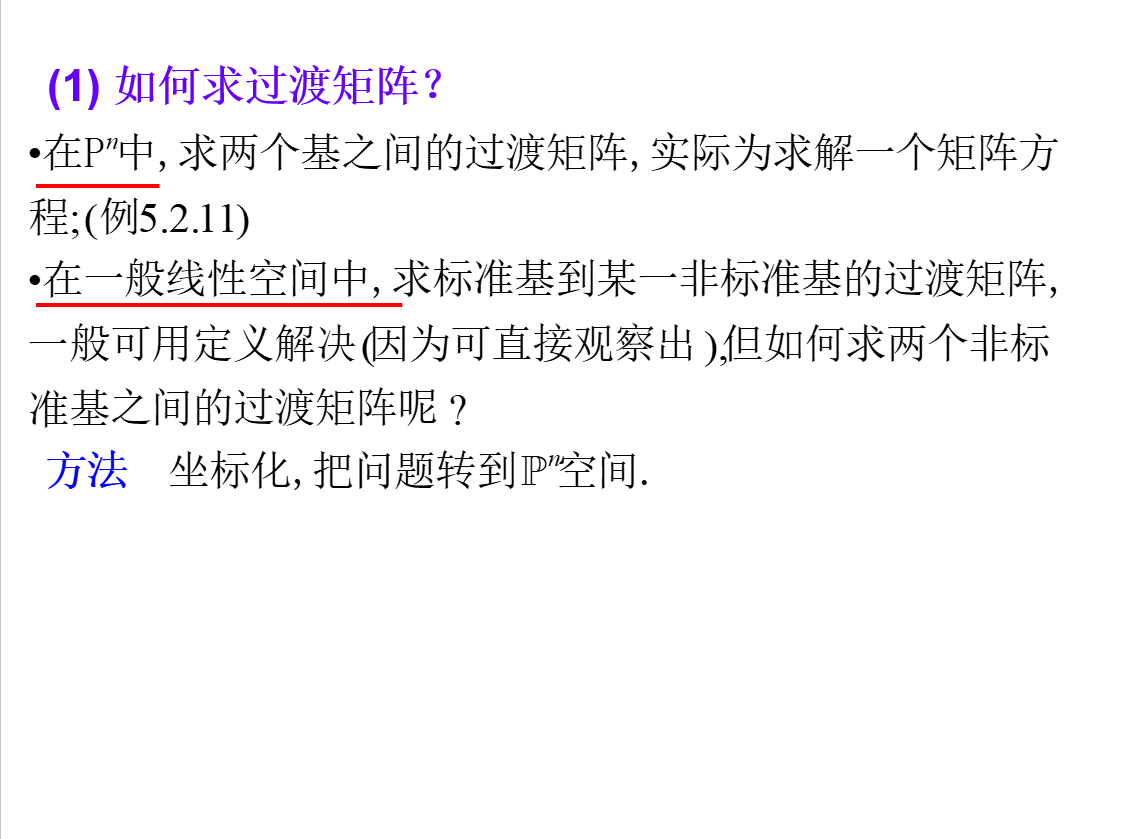 (1) 如何求过渡矩阵？
•在Pⁿ中, 求两个基之间的过渡矩阵, 实际为求解一个矩阵方
程; (例5.2.11)
•在一般线性空间中, 求标准基到某一非标准基的过渡矩阵,
一般可用定义解决(因为可直接观察出),但如何求两个非标
准基之间的过渡矩阵呢 ?
方法 坐标化, 把问题转到ℙⁿ空间.